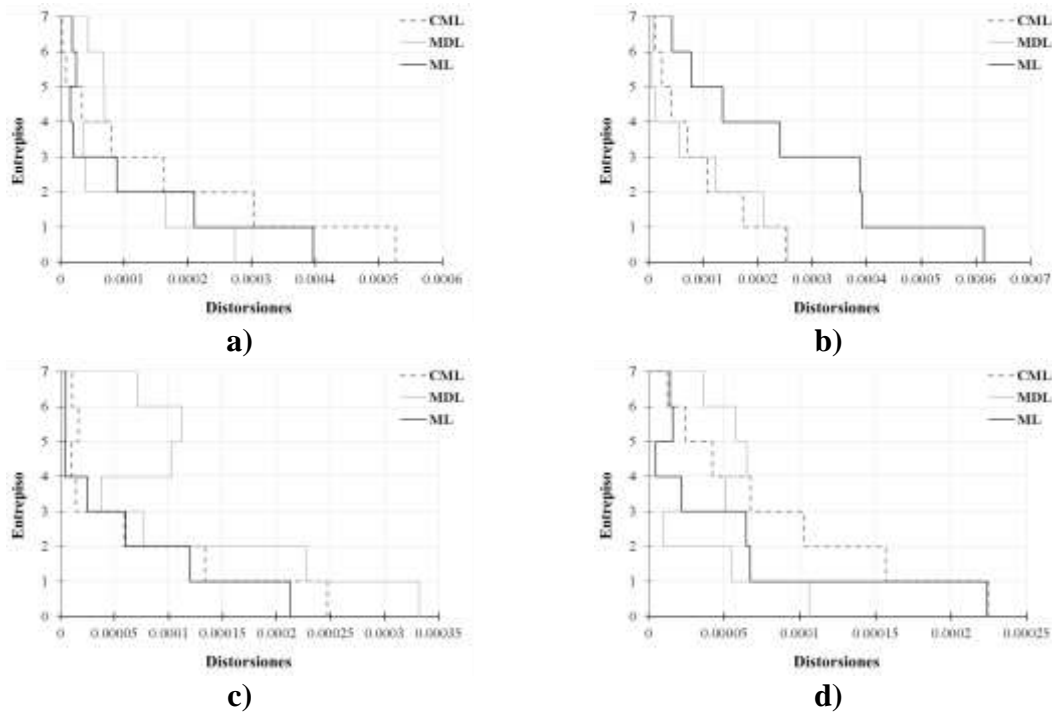 7
6
5
4
3
2
1
0
Entrepiso
0 0.0001 0.0002 0.0003 0.0004 0.0005 0.0006
Distorsiones
CML
MDL
ML
a)
7
6
5
4
3
2
1
0
Entrepiso
0 0.0001 0.0002 0.0003 0.0004 0.0005 0.0006 0.0007
Distorsiones
CML
MDL
ML
b)
7
6
5
4
3
2
1
0
Entrepiso
0 0.00005 0.0001 0.00015 0.0002 0.00025 0.0003 0.00035
Distorsiones
CML
MDL
ML
c)
7
6
5
4
3
2
1
0
Entrepiso
0 0.00005 0.0001 0.00015 0.0002 0.00025
Distorsiones
CML
MDL
ML
d)